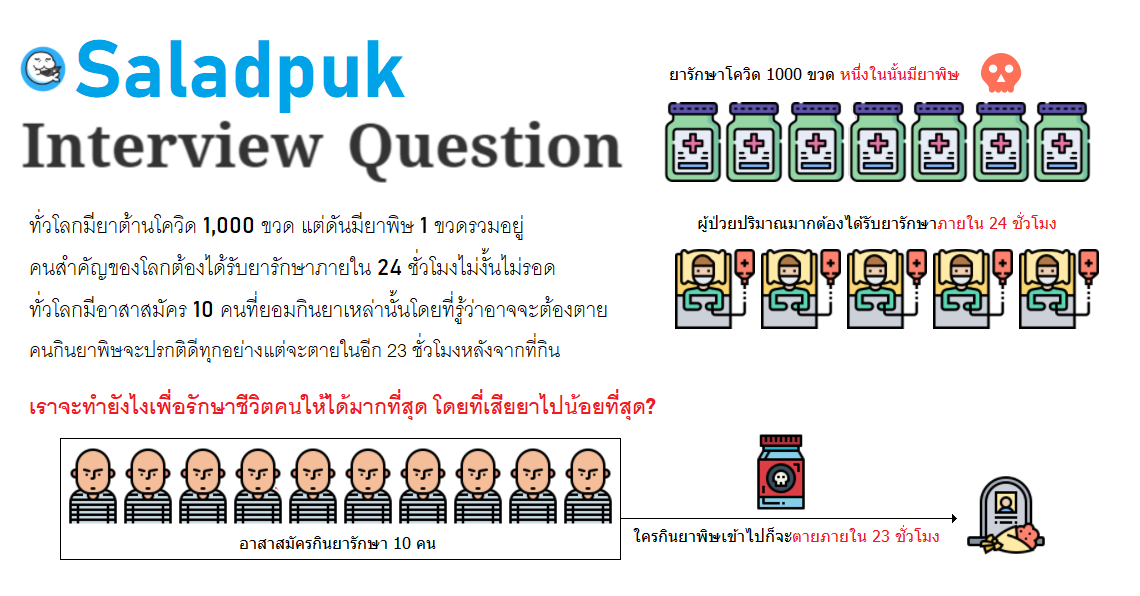 Saladpuk
Interview Question
ทั่วโลกมียาต้านโควิด 1,000 ขวด แต่ดันมียาพิษ 1 ขวดรวมอยู่
คนสำคัญของโลกต้องได้รับยารักษาภายใน 24 ชั่วโมงไม่งั้นไม่รอด
ทั่วโลกมีอาสาสมัคร 10 คนที่ยอมกินยาเหล่านั้นโดยที่รู้ว่าอาจจะต้องตาย
คนกินยาพิษจะปรกติดีทุกอย่างแต่จะตายในอีก 23 ชั่วโมงหลังจากที่กิน
เราจะทำยังไงเพื่อรักษาชีวิตคนให้ได้มากที่สุด โดยที่เสียยาไปน้อยที่สุด?
ยารักษาโควิด 1000 ขวด หนึ่งในนั้นมียาพิษ
ผู้ป่วยปริมาณมากต้องได้รับยารักษาภายใน 24 ชั่วโมง
อาสาสมัครกินยารักษา 10 คน
ใครกินยาพิษเข้าไปก็จะตายภายใน 23 ชั่วโมง